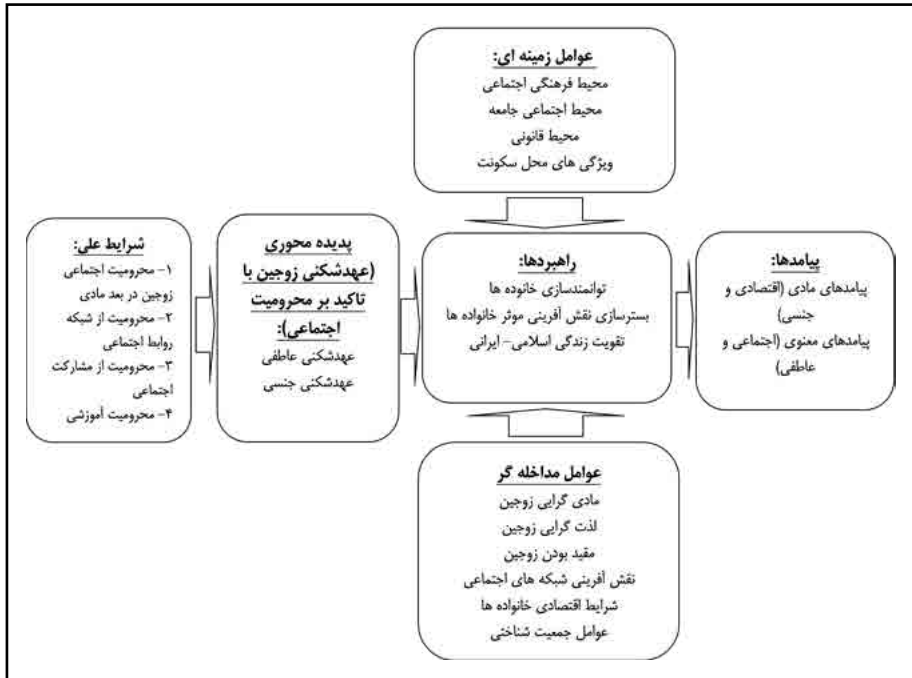 عوامل زمینه ای:
محیط فرهنگی اجتماعی
محیط اجتماعی جامعه
محیط قانونی
ویژگی های محل سکونت
شرایط علی:
۱- محرومیت اجتماعی
زوجین در بعد مادی
۲- محرومیت از شبکه
روابط اجتماعی
۳- محرومیت از مشارکت
اجتماعی
۴- محرومیت آموزشی
پدیده محوری
(عهدشکنی زوجین با
تاکید بر محرومیت
اجتماعی):
عهدشکنی عاطفی
عهدشکنی جنسی
راهبردها:
توانمندسازی خانوده ها
بسترسازی نقش آفرینی موثر خانواده ها
تقویت زندگی اسلامی- ایرانی
پیامدها:
پیامدهای مادی (اقتصادی و
جنسی)
پیامدهای معنوی (اجتماعی و
عاطفی)
عوامل مداخله گر
مادی گرایی زوجین
لذت گرایی زوجین
مقید بودن زوجین
نقش آفرینی شبکه های اجتماعی
شرایط اقتصادی خانواده ها
عوامل جمعیت شناختی